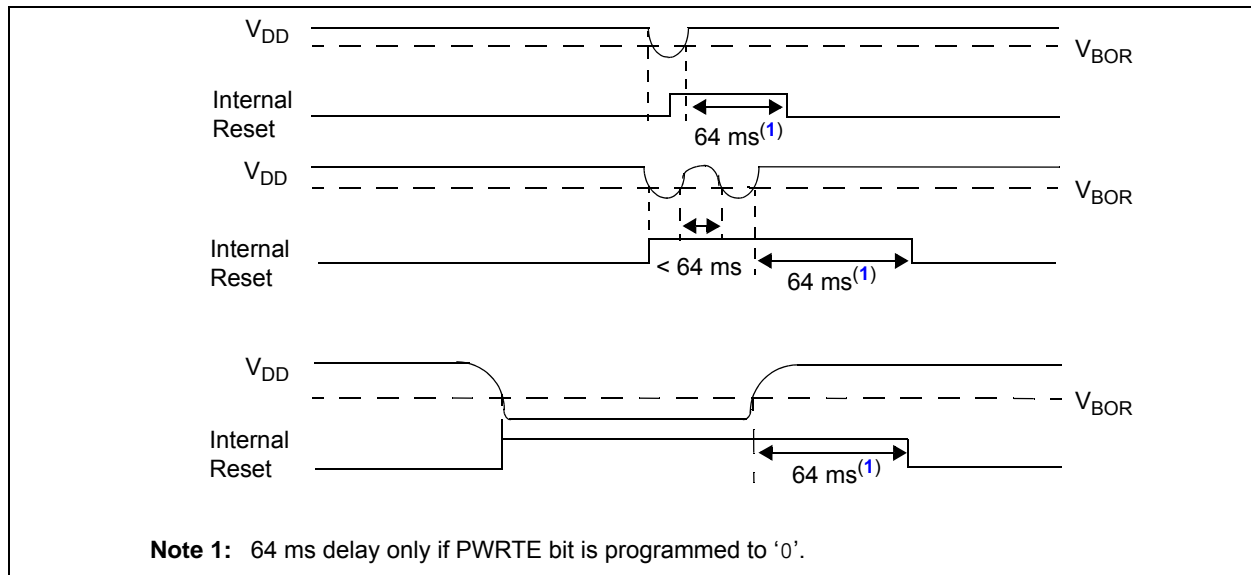 VDD
VBOR
Internal
Reset
64 ms(1)
VDD
VBOR
Internal
Reset
< 64 ms
64 ms(1)
VDD
VBOR
Internal
Reset
64 ms(1)
Note 1: 64 ms delay only if PWRTE bit is programmed to ‘0’.